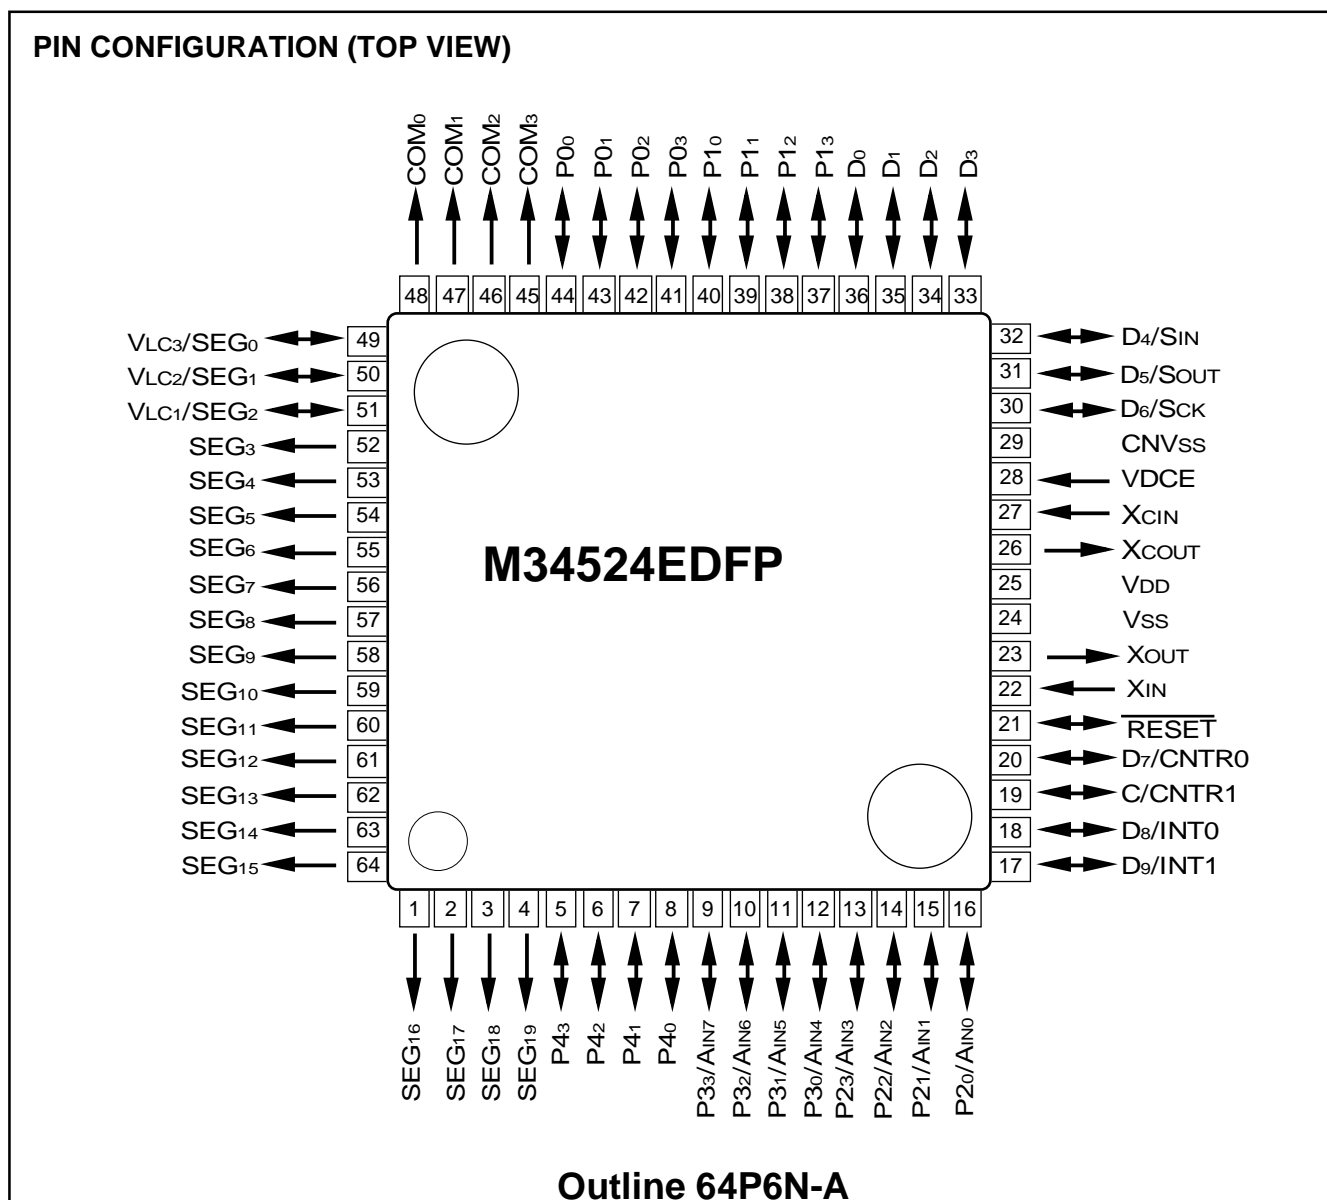 PIN CONFIGURATION (TOP VIEW)
COM0 COM1 COM2 COM3 P00 P01 P02 P03 P10 P11 P12 P13 D0 D1 D2 D3
48 47 46 45 44 43 42 41 40 39 38 37 36 35 34 33
VLC3/SEG0 49 32 D4/SIN
VLC2/SEG1 50 31 D5/SOUT
VLC1/SEG2 51 30 D6/SCK
SEG3 52 29 CNVSS
SEG4 53 28 VDCE
SEG5 54 27 XCIN
SEG6 55 26 XCOUT
SEG7 56 25 VDD
SEG8 57 24 VSS
SEG9 58 23 XOUT
SEG10 59 22 XIN
SEG11 60 21 RESET
SEG12 61 20 D7/CNTR0
SEG13 62 19 C/CNTR1
SEG14 63 18 D8/INT0
SEG15 64 17 D9/INT1
M34524EDFP
1 2 3 4 5 6 7 8 9 10 11 12 13 14 15 16
SEG16 SEG17 SEG18 SEG19 P43 P42 P41 P40 P33/AIN7 P32/AIN6 P31/AIN5 P30/AIN4 P23/AIN3 P22/AIN2 P21/AIN1 P20/AIN0
Outline 64P6N-A